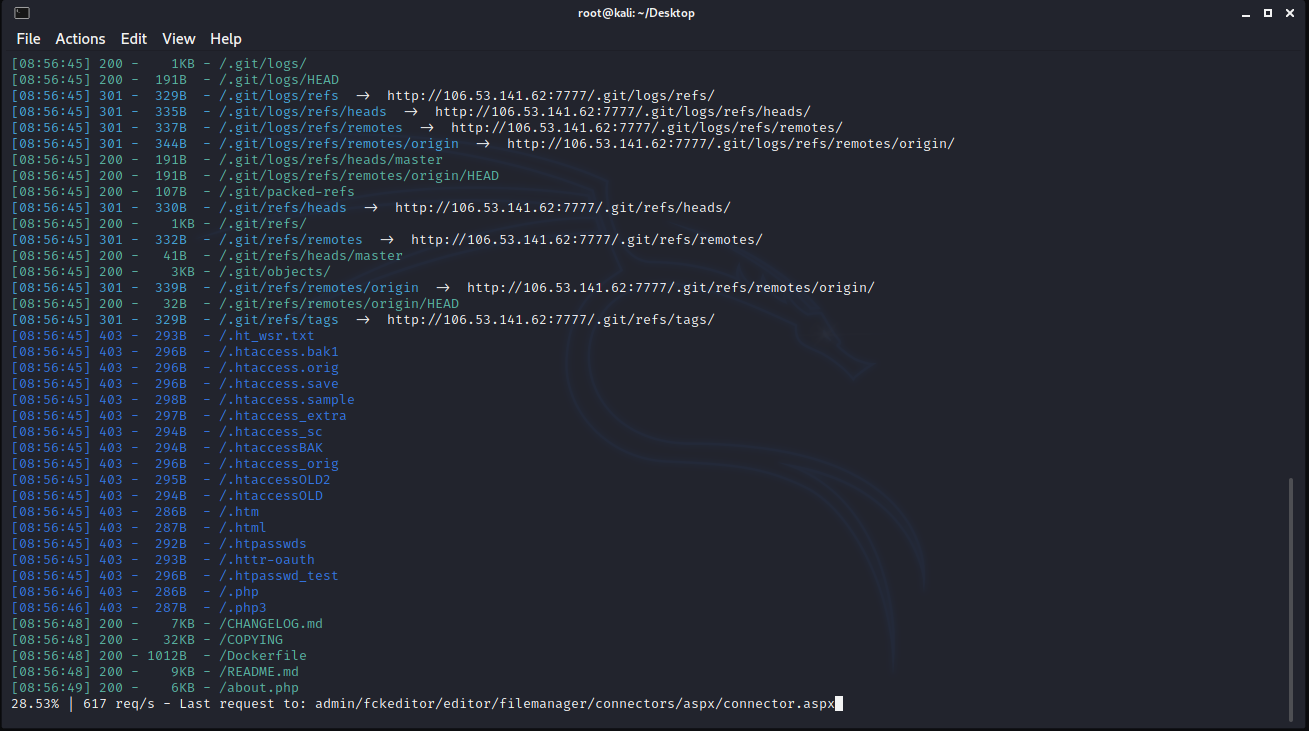 root@kali: ~/Desktop
File Actions Edit View Help
[08:56:45] 200 -    1KB - /.git/logs/
[08:56:45] 200 -  191B  - /.git/logs/HEAD
[08:56:45] 301 -  329B  - /.git/logs/refs  →  http://106.53.141.62:7777/.git/logs/refs/
[08:56:45] 301 -  335B  - /.git/logs/refs/heads  →  http://106.53.141.62:7777/.git/logs/refs/heads/
[08:56:45] 301 -  337B  - /.git/logs/refs/remotes  →  http://106.53.141.62:7777/.git/logs/refs/remotes/
[08:56:45] 301 -  344B  - /.git/logs/refs/remotes/origin  →  http://106.53.141.62:7777/.git/logs/refs/remotes/origin/
[08:56:45] 200 -  191B  - /.git/logs/refs/heads/master
[08:56:45] 200 -  191B  - /.git/logs/refs/remotes/origin/HEAD
[08:56:45] 200 -  107B  - /.git/packed-refs
[08:56:45] 301 -  330B  - /.git/refs/heads  →  http://106.53.141.62:7777/.git/refs/heads/
[08:56:45] 200 -    1KB - /.git/refs/
[08:56:45] 301 -  332B  - /.git/refs/remotes  →  http://106.53.141.62:7777/.git/refs/remotes/
[08:56:45] 200 -   41B  - /.git/refs/heads/master
[08:56:45] 200 -    3KB - /.git/objects/
[08:56:45] 301 -  339B  - /.git/refs/remotes/origin  →  http://106.53.141.62:7777/.git/refs/remotes/origin/
[08:56:45] 200 -   32B  - /.git/refs/remotes/origin/HEAD
[08:56:45] 301 -  329B  - /.git/refs/tags  →  http://106.53.141.62:7777/.git/refs/tags/
[08:56:45] 403 -  293B  - /.ht_wsr.txt
[08:56:45] 403 -  296B  - /.htaccess.bak1
[08:56:45] 403 -  296B  - /.htaccess.orig
[08:56:45] 403 -  296B  - /.htaccess.save
[08:56:45] 403 -  298B  - /.htaccess.sample
[08:56:45] 403 -  297B  - /.htaccess_extra
[08:56:45] 403 -  294B  - /.htaccess_sc
[08:56:45] 403 -  294B  - /.htaccessBAK
[08:56:45] 403 -  296B  - /.htaccess_orig
[08:56:45] 403 -  295B  - /.htaccessOLD2
[08:56:45] 403 -  294B  - /.htaccessOLD
[08:56:45] 403 -  286B  - /.htm
[08:56:45] 403 -  287B  - /.html
[08:56:45] 403 -  292B  - /.htpasswds
[08:56:45] 403 -  293B  - /.httr-oauth
[08:56:45] 403 -  296B  - /.htpasswd_test
[08:56:46] 403 -  286B  - /.php
[08:56:46] 403 -  287B  - /.php3
[08:56:48] 200 -    7KB - /CHANGELOG.md
[08:56:48] 200 -   32KB - /COPYING
[08:56:48] 200 - 1012B  - /Dockerfile
[08:56:48] 200 -    9KB - /README.md
[08:56:49] 200 -    6KB - /about.php
28.53% | 617 req/s - Last request to: admin/fckeditor/editor/filemanager/connectors/aspx/connector.aspx